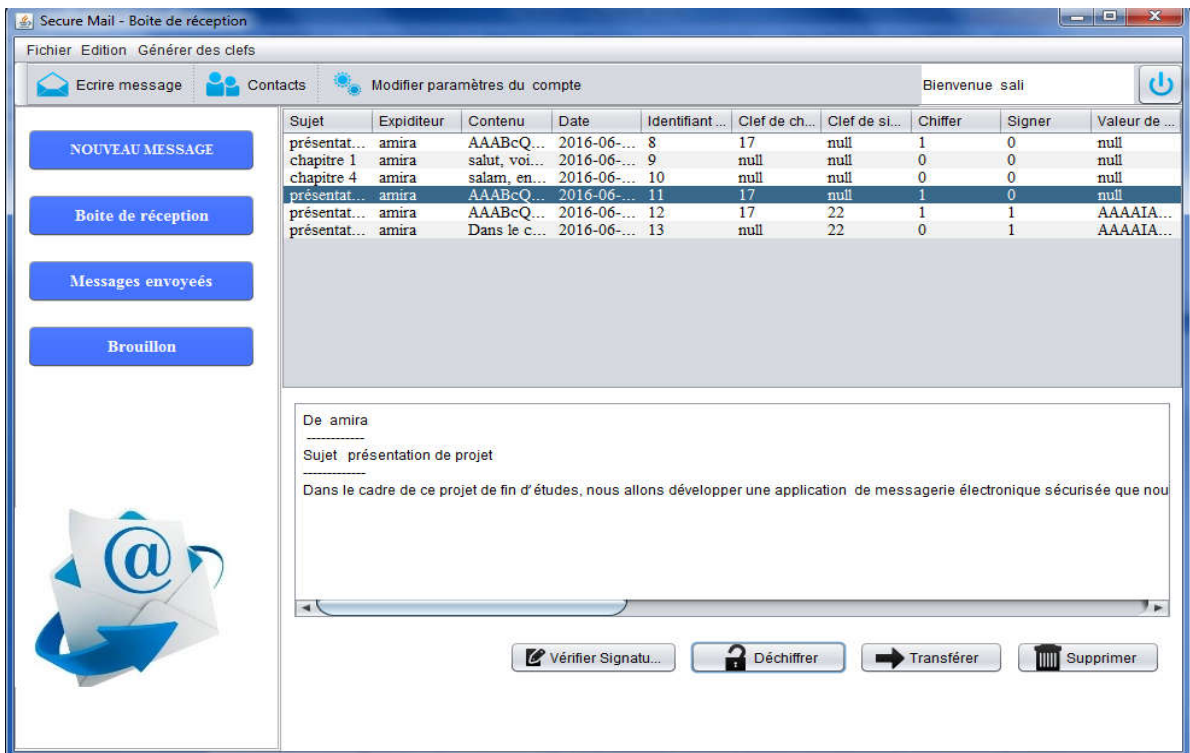 Secure Mail - Boite de réception
Fichier Edition Générer des clefs
Ecrire message Contacts Modifier paramètres du compte Bienvenue sali
NOUVEAU MESSAGE
Boite de réception
Messages envoyeés
Brouillon
Sujet Expiditeur Contenu Date Identifiant ... Clef de ch... Clef de si... Chiffer Signer Valeur de ...
présentat... amira AAABcQ... 2016-06-... 8 17 null 1 0 null
chapitre 1 amira salut, voi... 2016-06-... 9 null null 0 0 null
chapitre 4 amira salam, en... 2016-06-... 10 null null 0 0 null
présentat... amira AAABcQ... 2016-06-... 11 17 null 1 0 null
présentat... amira AAABcQ... 2016-06-... 12 17 22 1 1 AAAAIA...
présentat... amira Dans le c... 2016-06-... 13 null 22 0 1 AAAAIA...
De amira
------------
Sujet présentation de projet
-------------
Dans le cadre de ce projet de fin d'études, nous allons développer une application de messagerie électronique sécurisée que nou
Vérifier Signatu... Déchiffrer Transférer Supprimer